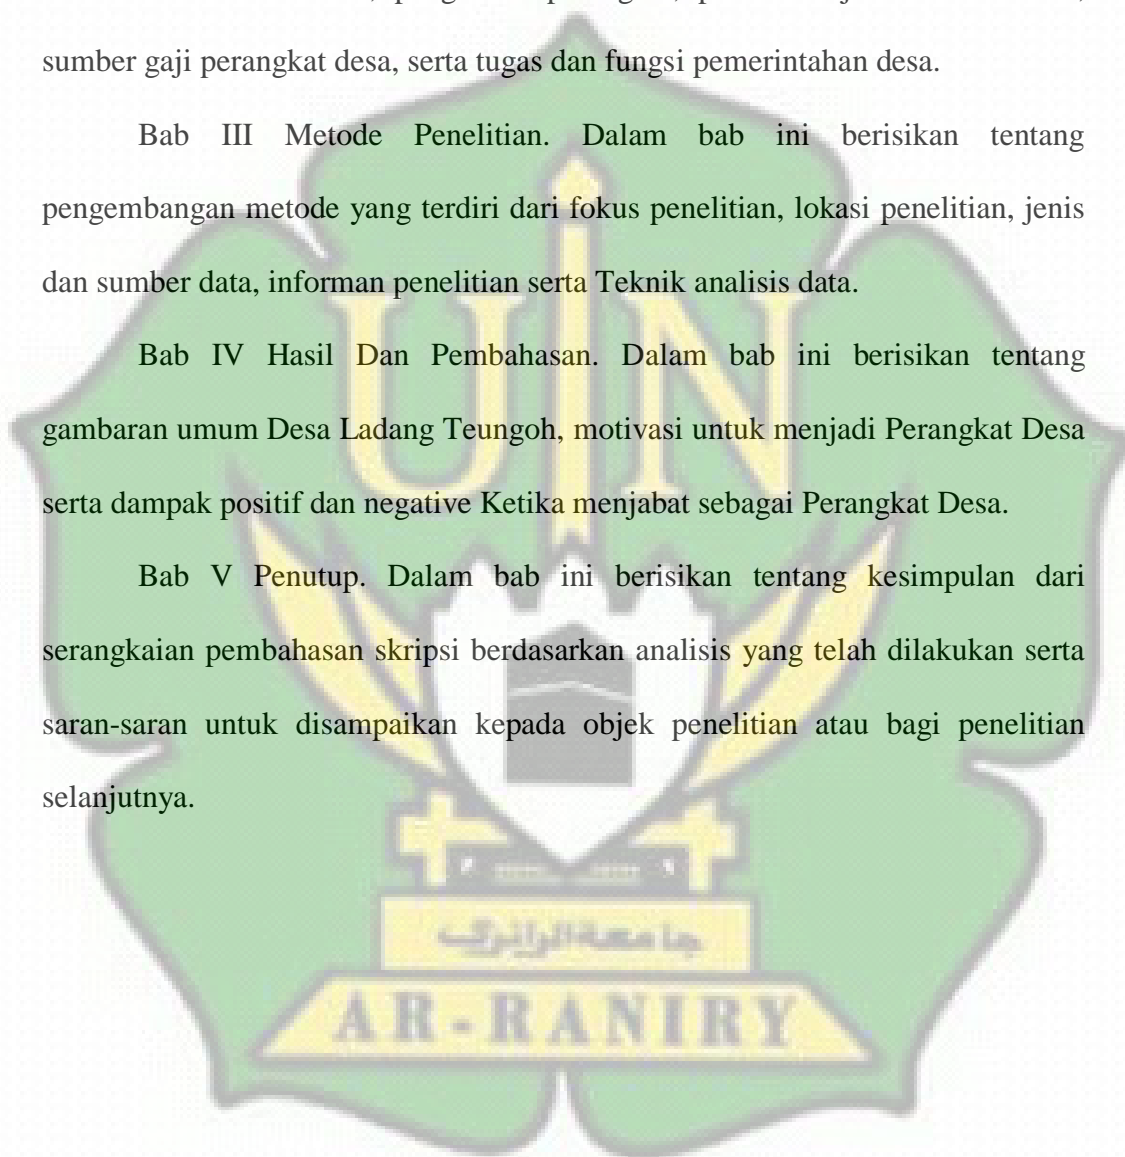 sumber gaji perangkat desa, serta tugas dan fungsi pemerintahan desa.
Bab III Metode Penelitian. Dalam bab ini berisikan tentang
pengembangan metode yang terdiri dari fokus penelitian, lokasi penelitian, jenis
dan sumber data, informan penelitian serta Teknik analisis data.
Bab IV Hasil Dan Pembahasan. Dalam bab ini berisikan tentang
gambaran umum Desa Ladang Teungoh, motivasi untuk menjadi Perangkat Desa
serta dampak positif dan negative Ketika menjabat sebagai Perangkat Desa.
Bab V Penutup. Dalam bab ini berisikan tentang kesimpulan dari
serangkaian pembahasan skripsi berdasarkan analisis yang telah dilakukan serta
saran-saran untuk disampaikan kepada objek penelitian atau bagi penelitian
selanjutnya.
UIN
جامعة الرانري
AR-RANIRY